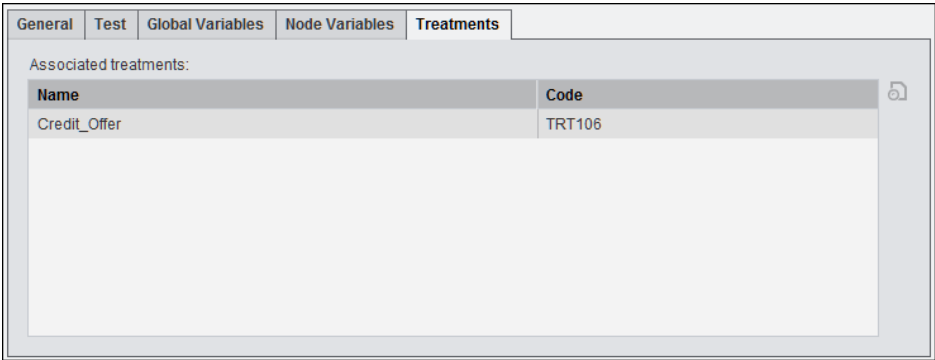 General Test Global Variables Node Variables Treatments
Associated treatments:
Name Code
Credit_Offer TRT106